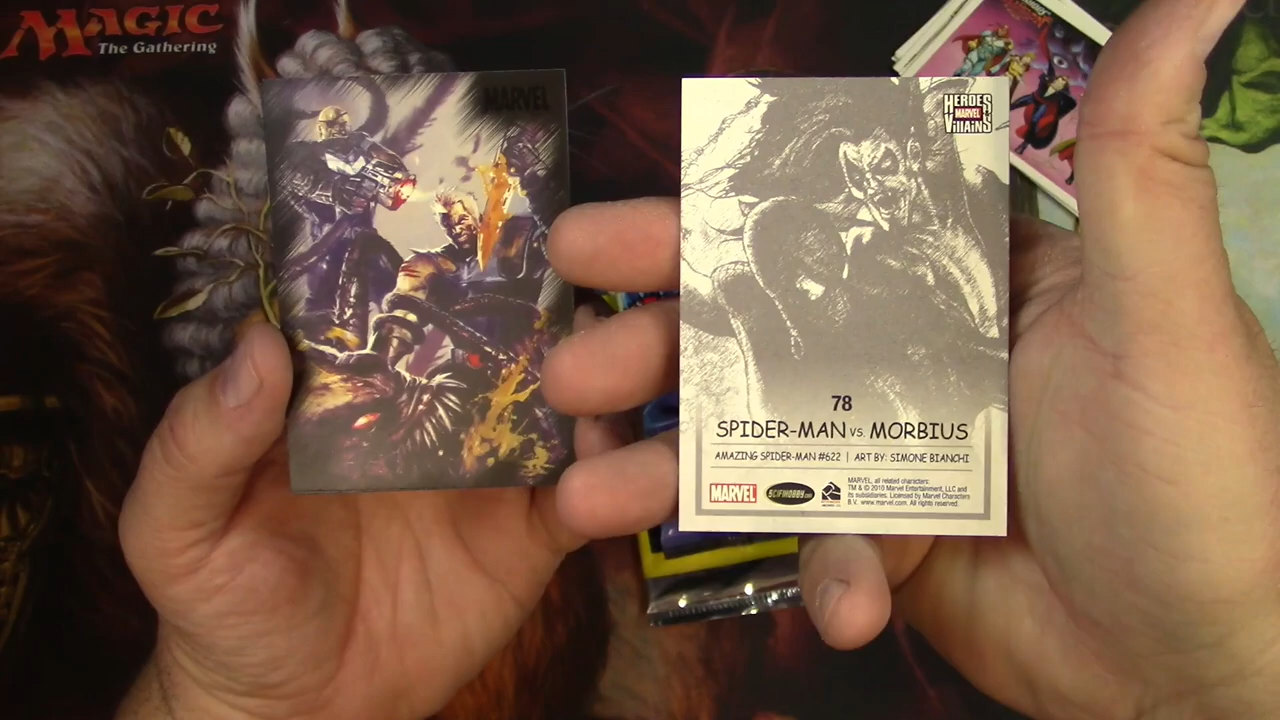 MAGIC
The Gathering
MARVEL
HEROES
MARVEL
VILLAINS
78
SPIDER-MAN VS. MORBIUS
AMAZING SPIDER-MAN #622 | ART BY: SIMONE BIANCHI
MARVEL
SCIFIHOBBY.com
MARVEL, all related characters:
TM & © 2010 Marvel Entertainment, LLC and
its subsidiaries. Licensed by Marvel Characters
B.V. www.marvel.com. All rights reserved.